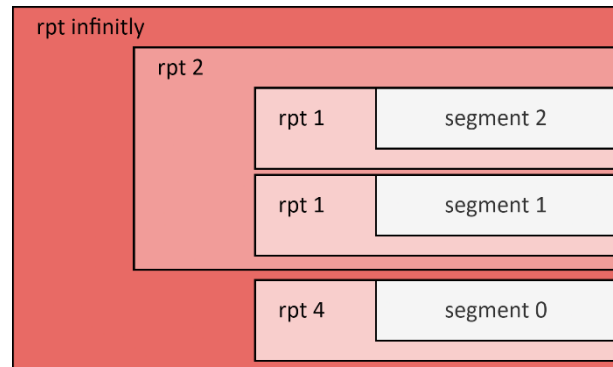 rpt infinitly
rpt 2
rpt 1 segment 2
rpt 1 segment 1
rpt 4 segment 0